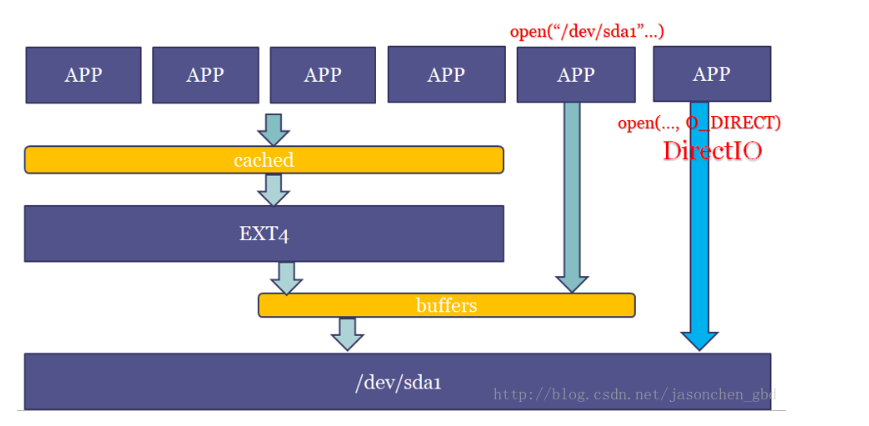 open(“/dev/sda1”...)
APP APP APP APP APP APP
open(..., O_DIRECT)
DirectIO
cached
EXT4
buffers
/dev/sda1
http://blog.csdn.net/jasonchen_gbd